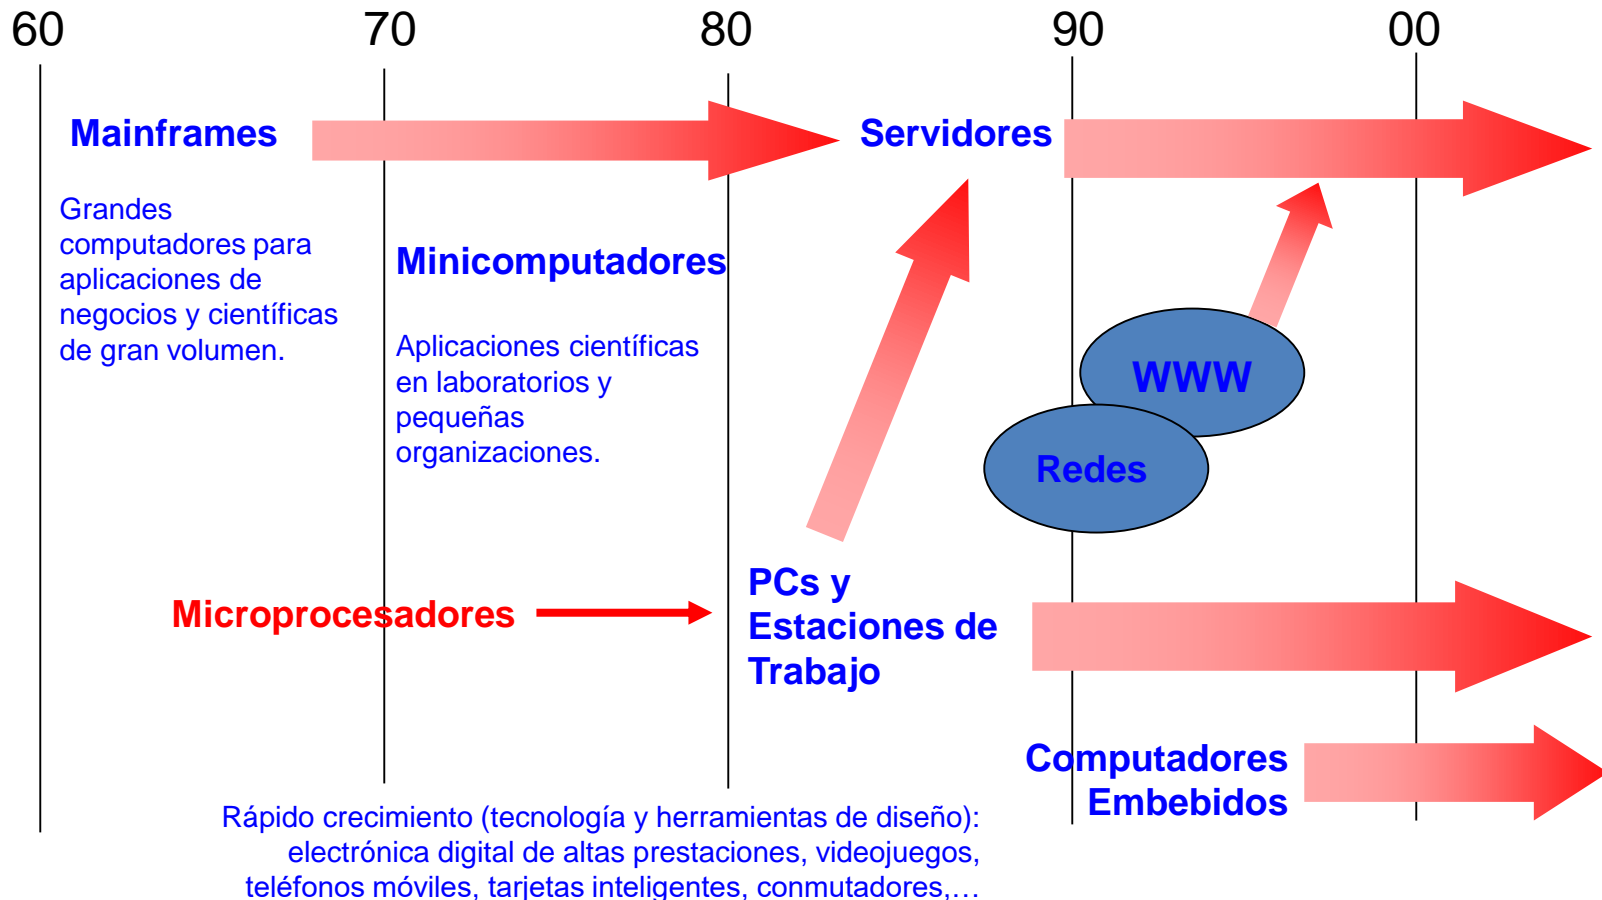 60 70 80 90 00
Mainframes
Servidores
Grandes
computadores para
aplicaciones de
negocios y científicas
de gran volumen.
Minicomputadores
Aplicaciones científicas
en laboratorios y
pequeñas
organizaciones.
WWW
Redes
Microprocesadores
PCs y
Estaciones de
Trabajo
Computadores
Embebidos
Rápido crecimiento (tecnología y herramientas de diseño):
electrónica digital de altas prestaciones, videojuegos,
teléfonos móviles, tarjetas inteligentes, conmutadores,…